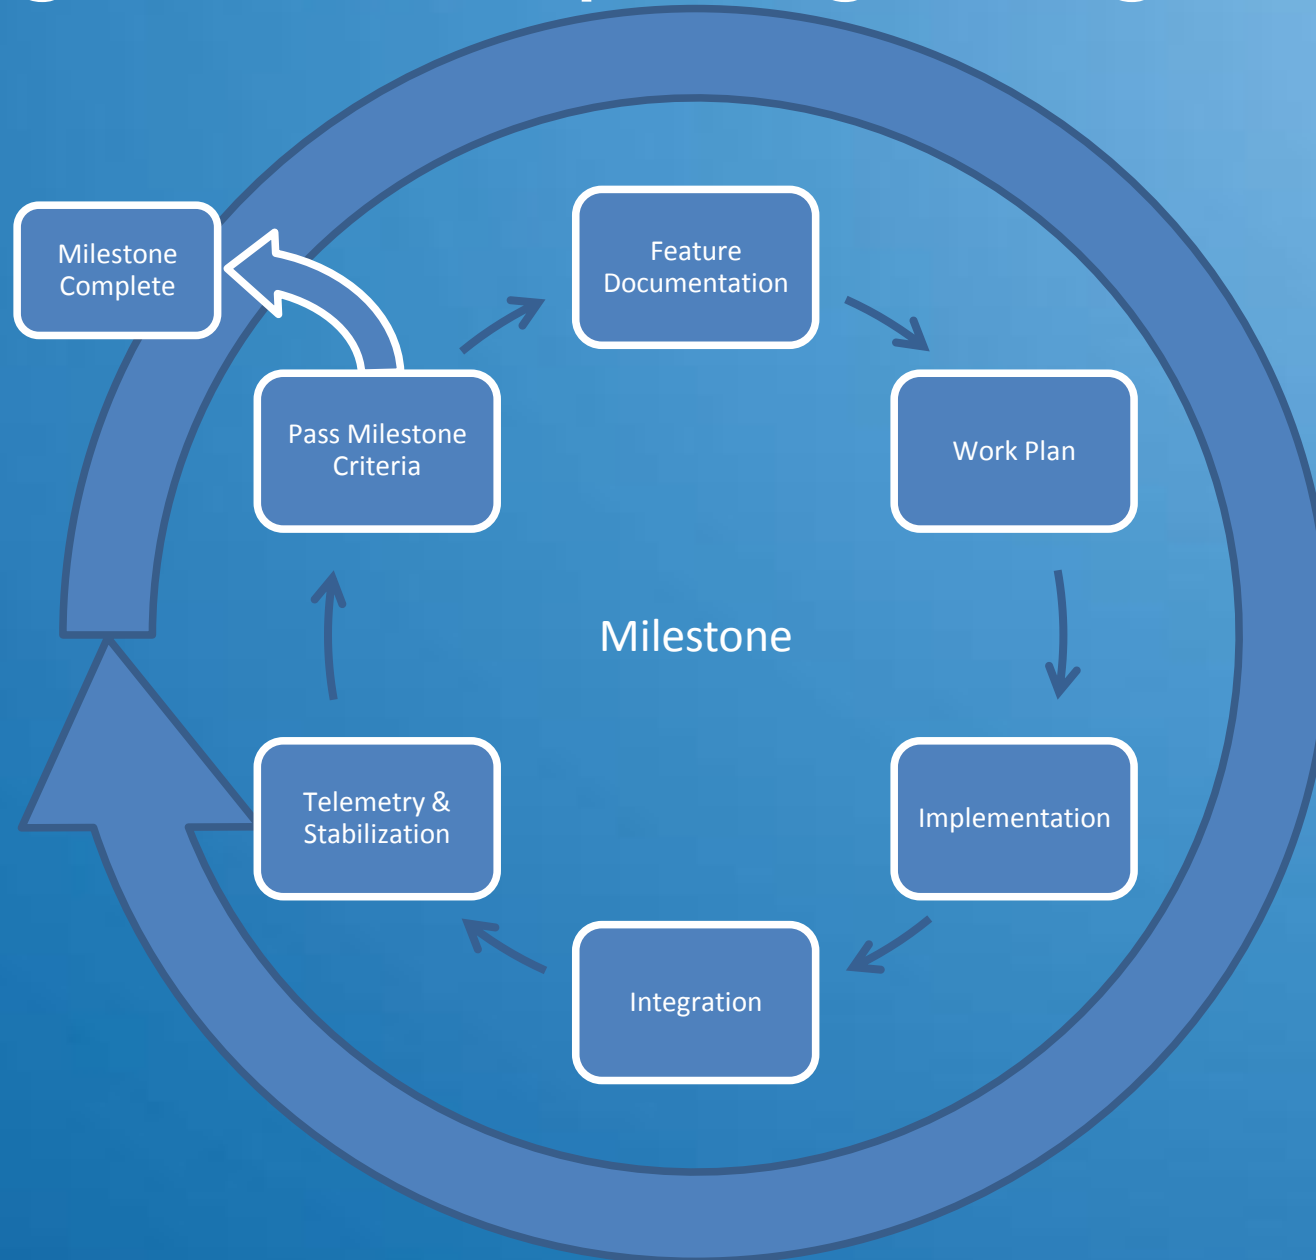 Feature
Documentation
Milestone
Complete
Pass Milestone
Criteria
Work Plan
Milestone
Telemetry &
Stabilization
Implementation
Integration